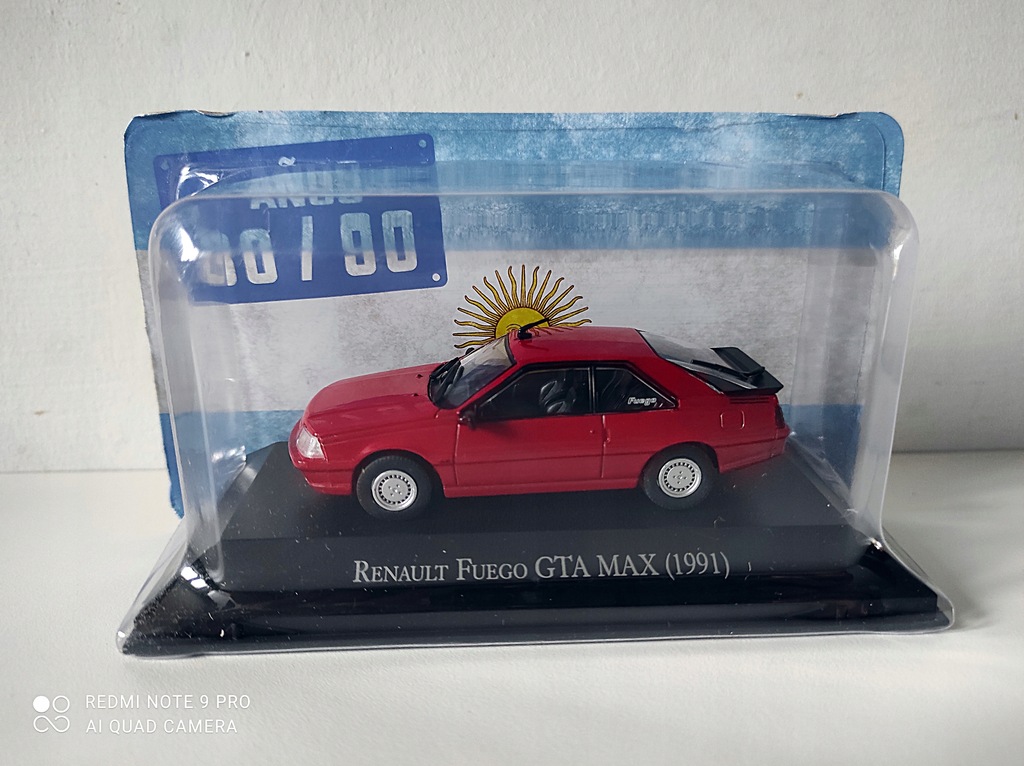 AÑOS
80 / 90
Fuego
RENAULT FUEGO GTA MAX (1991)
REDMI NOTE 9 PRO
AI QUAD CAMERA